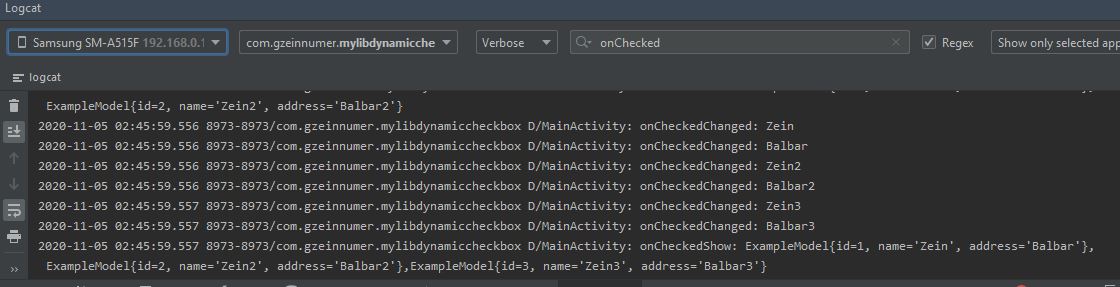 Logcat
Samsung SM-A515F 192.168.0.1
com.gzeinnumer.mylibdynamicche
Verbose
onChecked
Regex
Show only selected app
logcat
ExampleModel{id=2, name='Zein2', address='Balbar2'}
2020-11-05 02:45:59.556 8973-8973/com.gzeinnumer.mylibdynamiccheckbox D/MainActivity: onCheckedChanged: Zein
2020-11-05 02:45:59.556 8973-8973/com.gzeinnumer.mylibdynamiccheckbox D/MainActivity: onCheckedChanged: Balbar
2020-11-05 02:45:59.556 8973-8973/com.gzeinnumer.mylibdynamiccheckbox D/MainActivity: onCheckedChanged: Zein2
2020-11-05 02:45:59.556 8973-8973/com.gzeinnumer.mylibdynamiccheckbox D/MainActivity: onCheckedChanged: Balbar2
2020-11-05 02:45:59.557 8973-8973/com.gzeinnumer.mylibdynamiccheckbox D/MainActivity: onCheckedChanged: Zein3
2020-11-05 02:45:59.557 8973-8973/com.gzeinnumer.mylibdynamiccheckbox D/MainActivity: onCheckedChanged: Balbar3
2020-11-05 02:45:59.557 8973-8973/com.gzeinnumer.mylibdynamiccheckbox D/MainActivity: onCheckedShow: ExampleModel{id=1, name='Zein', address='Balbar'},
ExampleModel{id=2, name='Zein2', address='Balbar2'},ExampleModel{id=3, name='Zein3', address='Balbar3'}